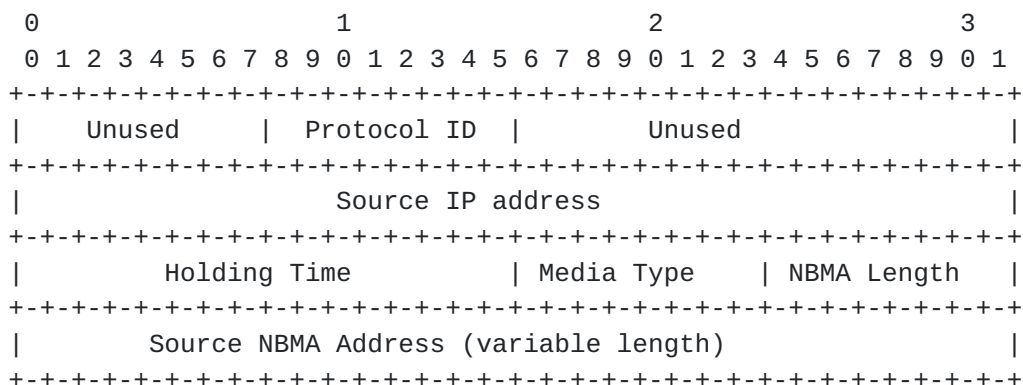 0                   1                   2                   3
 0 1 2 3 4 5 6 7 8 9 0 1 2 3 4 5 6 7 8 9 0 1 2 3 4 5 6 7 8 9 0 1
+-+-+-+-+-+-+-+-+-+-+-+-+-+-+-+-+-+-+-+-+-+-+-+-+-+-+-+-+-+-+-+-+
|    Unused     |  Protocol ID  |        Unused                 |
+-+-+-+-+-+-+-+-+-+-+-+-+-+-+-+-+-+-+-+-+-+-+-+-+-+-+-+-+-+-+-+-+
|                    Source IP address                          |
+-+-+-+-+-+-+-+-+-+-+-+-+-+-+-+-+-+-+-+-+-+-+-+-+-+-+-+-+-+-+-+-+
|         Holding Time          | Media Type    | NBMA Length   |
+-+-+-+-+-+-+-+-+-+-+-+-+-+-+-+-+-+-+-+-+-+-+-+-+-+-+-+-+-+-+-+-+
|        Source NBMA Address (variable length)                  |
+-+-+-+-+-+-+-+-+-+-+-+-+-+-+-+-+-+-+-+-+-+-+-+-+-+-+-+-+-+-+-+-+